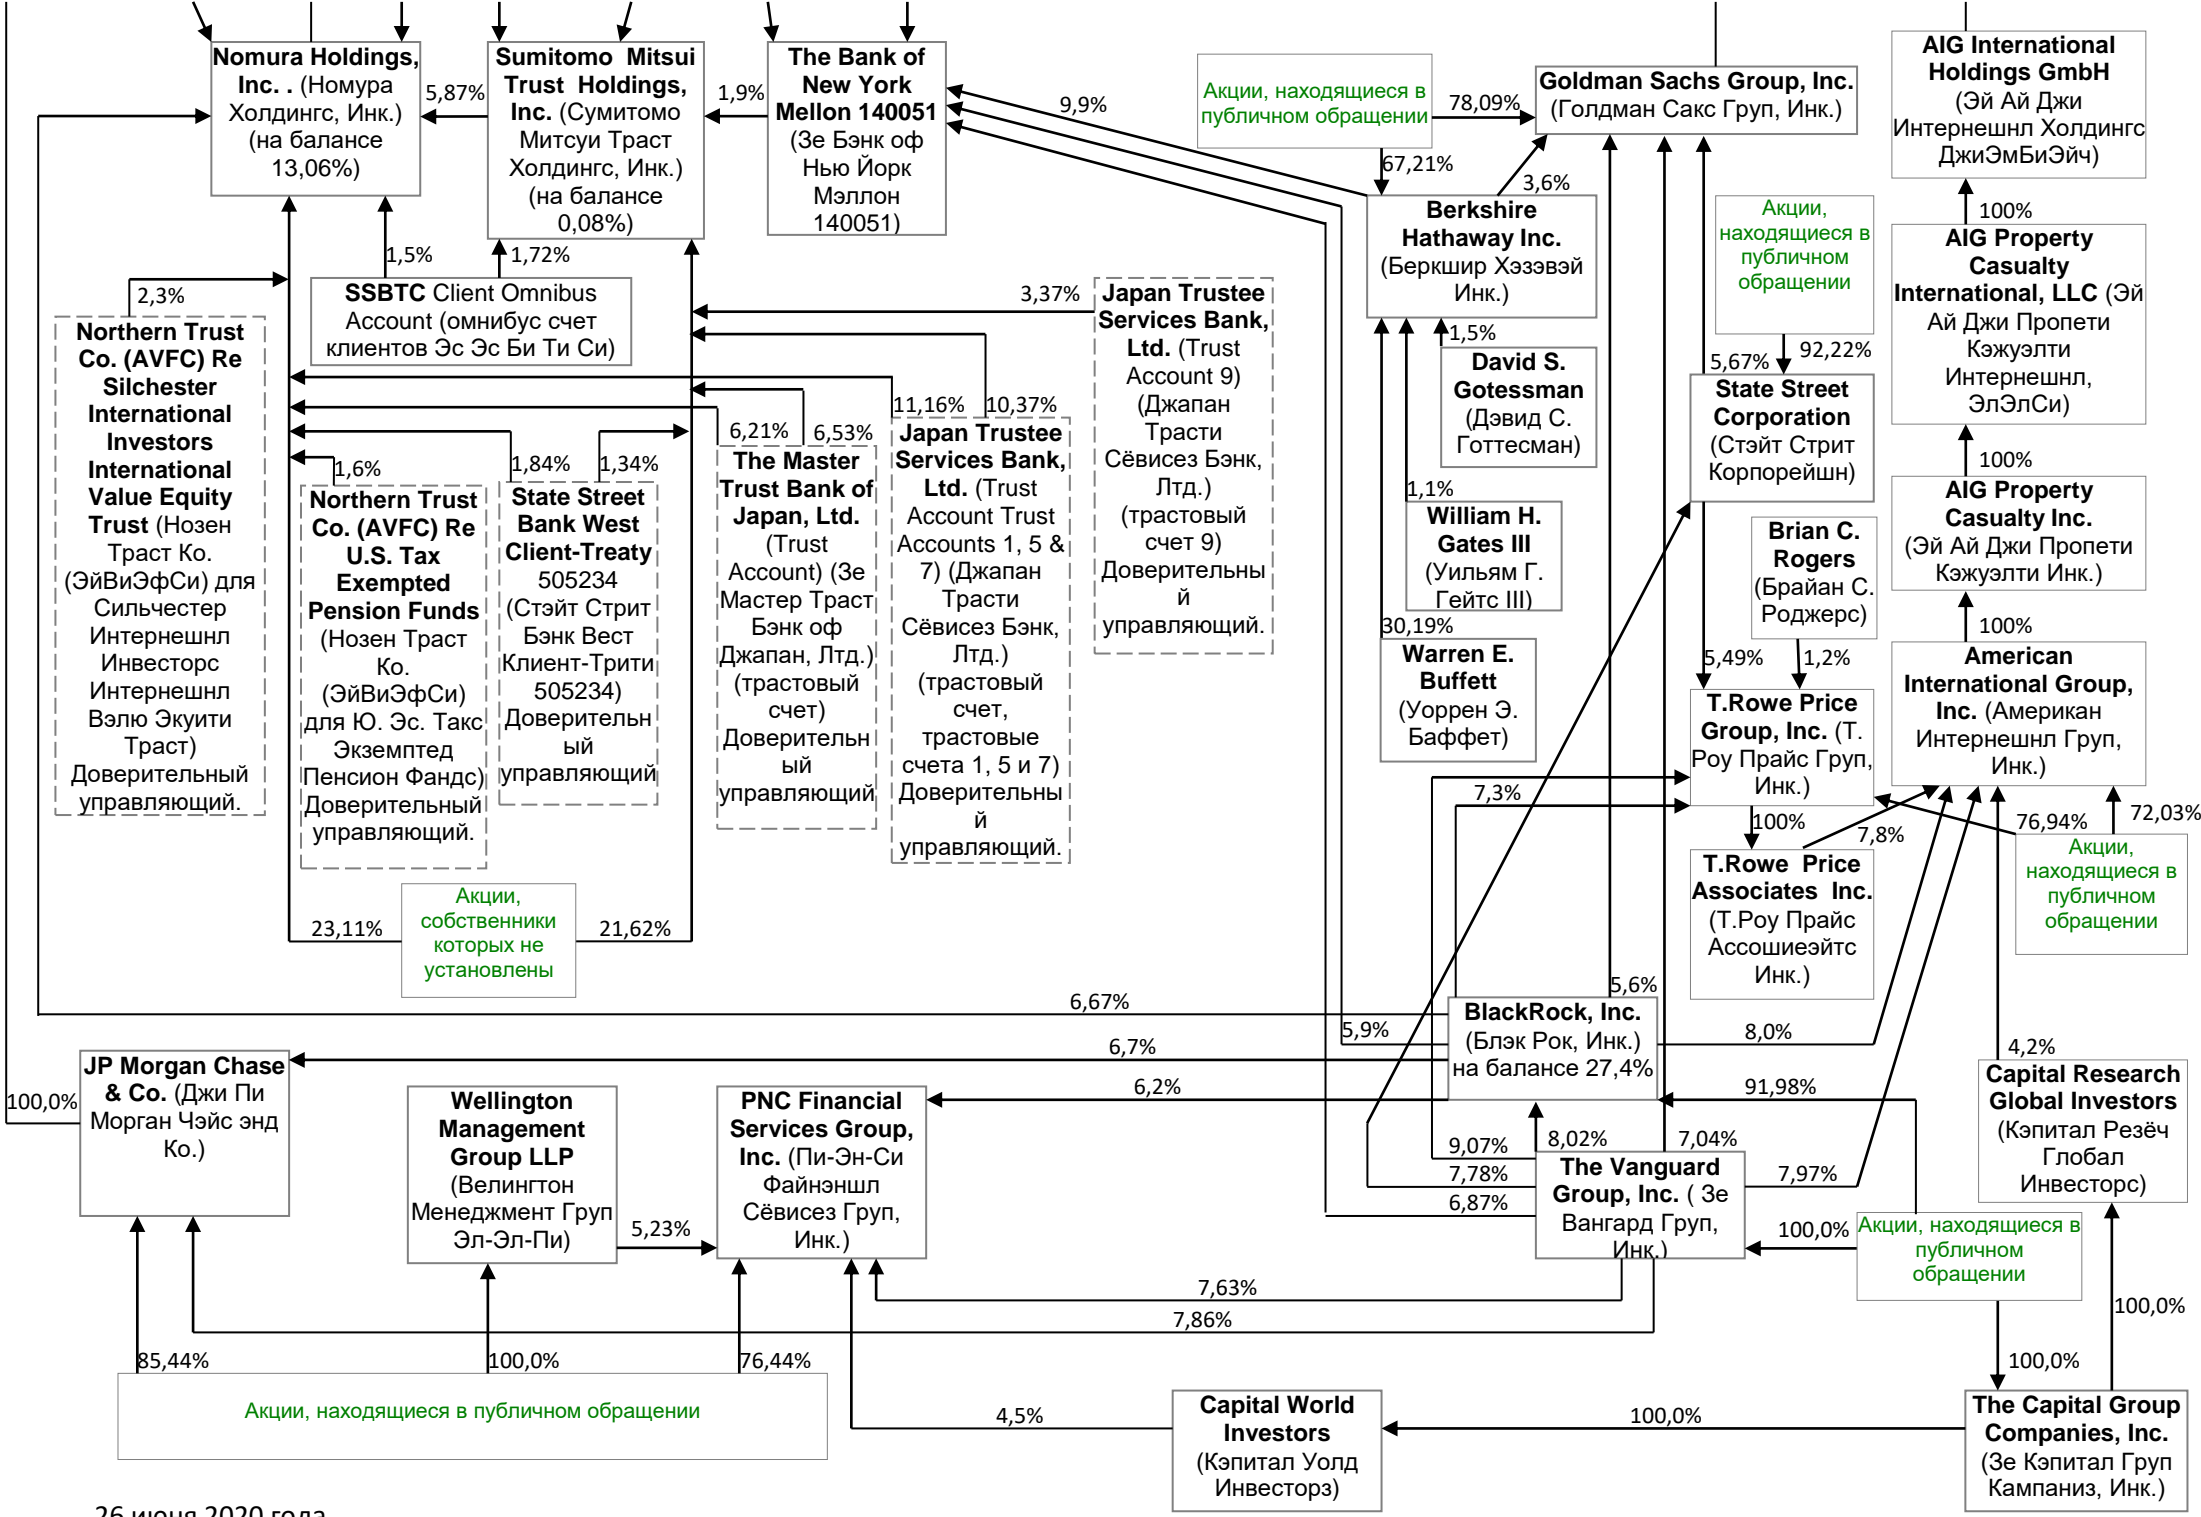 Nomura Holdings,
Inc. . (Номура
Холдингс, Инк.)
(на балансе
13,06%)
5,87%
Sumitomo Mitsui
Trust Holdings,
Inc. (Сумитомо
Митсуи Траст
Холдингс, Инк.)
(на балансе
0,08%)
1,9%
The Bank of
New York
Mellon 140051
(Зе Бэнк оф
Нью Йорк
Мэллон
140051)
9,9%
Акции, находящиеся в
публичном обращении
78,09%
67,21%
Goldman Sachs Group, Inc.
(Голдман Сакс Груп, Инк.)
3,6%
AIG International
Holdings GmbH
(Эй Ай Джи
Интернешнл Холдингс
ДжиЭмБиЭйч)
100%
Berkshire
Hathaway Inc.
(Беркшир Хэзэвэй
Инк.)
Акции,
находящиеся в
публичном
обращении
92,22%
5,67%
AIG Property
Casualty
International, LLC (Эй
Ай Джи Пропети
Кэжуэлти
Интернешнл,
ЭлЭлСи)
100%
1,5%
1,72%
SSBTC Client Omnibus
Account (омнибус счет
клиентов Эс Эс Би Ти Си)
2,3%
Northern Trust
Co. (AVFC) Re
Silchester
International
Investors
International
Value Equity
Trust (Нозен
Траст Ко.
(ЭйВиЭфСи) для
Сильчестер
Интернешнл
Инвесторс
Интернешнл
Вэлю Экуити
Траст)
Доверительный
управляющий.
1,6%
Northern Trust
Co. (AVFC) Re
U.S. Tax
Exempted
Pension Funds
(Нозен Траст
Ко.
(ЭйВиЭфСи)
для Ю. Эс. Такс
Экземптед
Пенсион Фандс)
Доверительный
управляющий.
1,84%
1,34%
State Street
Bank West
Client-Treaty
505234
(Стэйт Стрит
Бэнк Вест
Клиент-Трити
505234)
Доверительн
ый
управляющий
6,21%
6,53%
The Master
Trust Bank of
Japan, Ltd.
(Trust
Account) (Зе
Мастер Траст
Бэнк оф
Джапан, Лтд.)
(трастовый
счет)
Доверительн
ый
управляющий
11,16%
10,37%
Japan Trustee
Services Bank,
Ltd. (Trust
Account Trust
Accounts 1, 5 &
7) (Джапан
Трасти
Сёвисез Бэнк,
Лтд.)
(трастовый
счет,
трастовые
счета 1, 5 и 7)
Доверительны
й
управляющий.
3,37%
Japan Trustee
Services Bank,
Ltd. (Trust
Account 9)
(Джапан
Трасти
Сёвисез Бэнк,
Лтд.)
(трастовый
счет 9)
Доверительны
й
управляющий.
1,5%
David S.
Gotessman
(Дэвид С.
Готтесман)
1,1%
William H.
Gates III
(Уильям Г.
Гейтс III)
30,19%
Warren E.
Buffett
(Уоррен Э.
Баффет)
State Street
Corporation
(Стэйт Стрит
Корпорейшн)
Brian C.
Rogers
(Брайан С.
Роджерс)
5,49%
1,2%
AIG Property
Casualty Inc.
(Эй Ай Джи Пропети
Кэжуэлти Инк.)
100%
American
International Group,
Inc. (Американ
Интернешнл Груп,
Инк.)
T.Rowe Price
Group, Inc. (Т.
Роу Прайс Груп,
Инк.)
7,3%
100%
7,8%
76,94%
72,03%
T.Rowe Price
Associates Inc.
(Т.Роу Прайс
Ассошиеэйтс
Инк.)
Акции,
находящиеся в
публичном
обращении
23,11%
Акции,
собственники
которых не
установлены
21,62%
6,67%
5,9%
5,6%
BlackRock, Inc.
(Блэк Рок, Инк.)
на балансе 27,4%
8,0%
6,7%
6,2%
91,98%
4,2%
Capital Research
Global Investors
(Кэпитал Резёч
Глобал
Инвесторс)
100,0%
JP Morgan Chase
& Co. (Джи Пи
Морган Чэйс энд
Ко.)
Wellington
Management
Group LLP
(Велингтон
Менеджмент Груп
Эл-Эл-Пи)
5,23%
PNC Financial
Services Group,
Inc. (Пи-Эн-Си
Файнэншл
Сёвисез Груп,
Инк.)
9,07%
7,78%
6,87%
8,02%
7,04%
The Vanguard
Group, Inc. ( Зе
Вангард Груп,
Инк.)
7,97%
100,0%
Акции, находящиеся в
публичном
обращении
7,63%
7,86%
100,0%
100,0%
85,44%
100,0%
76,44%
Акции, находящиеся в публичном обращении
4,5%
Capital World
Investors
(Кэпитал Уолд
Инвесторз)
100,0%
The Capital Group
Companies, Inc.
(Зе Кэпитал Груп
Кампаниз, Инк.)
26 июня 2020 года